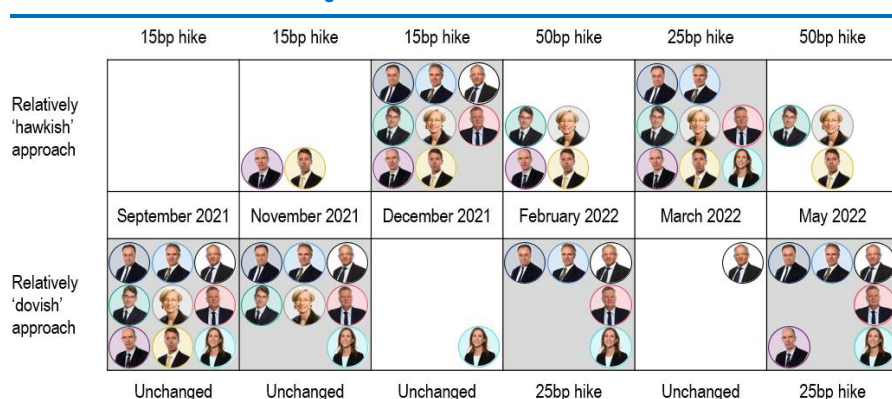 15bp hike 15bp hike 15bp hike 50bp hike 25bp hike 50bp hike
Relatively
‘hawkish’
approach
September 2021 November 2021 December 2021 February 2022 March 2022 May 2022
Relatively
‘dovish’
approach
Unchanged Unchanged Unchanged 25bp hike Unchanged 25bp hike